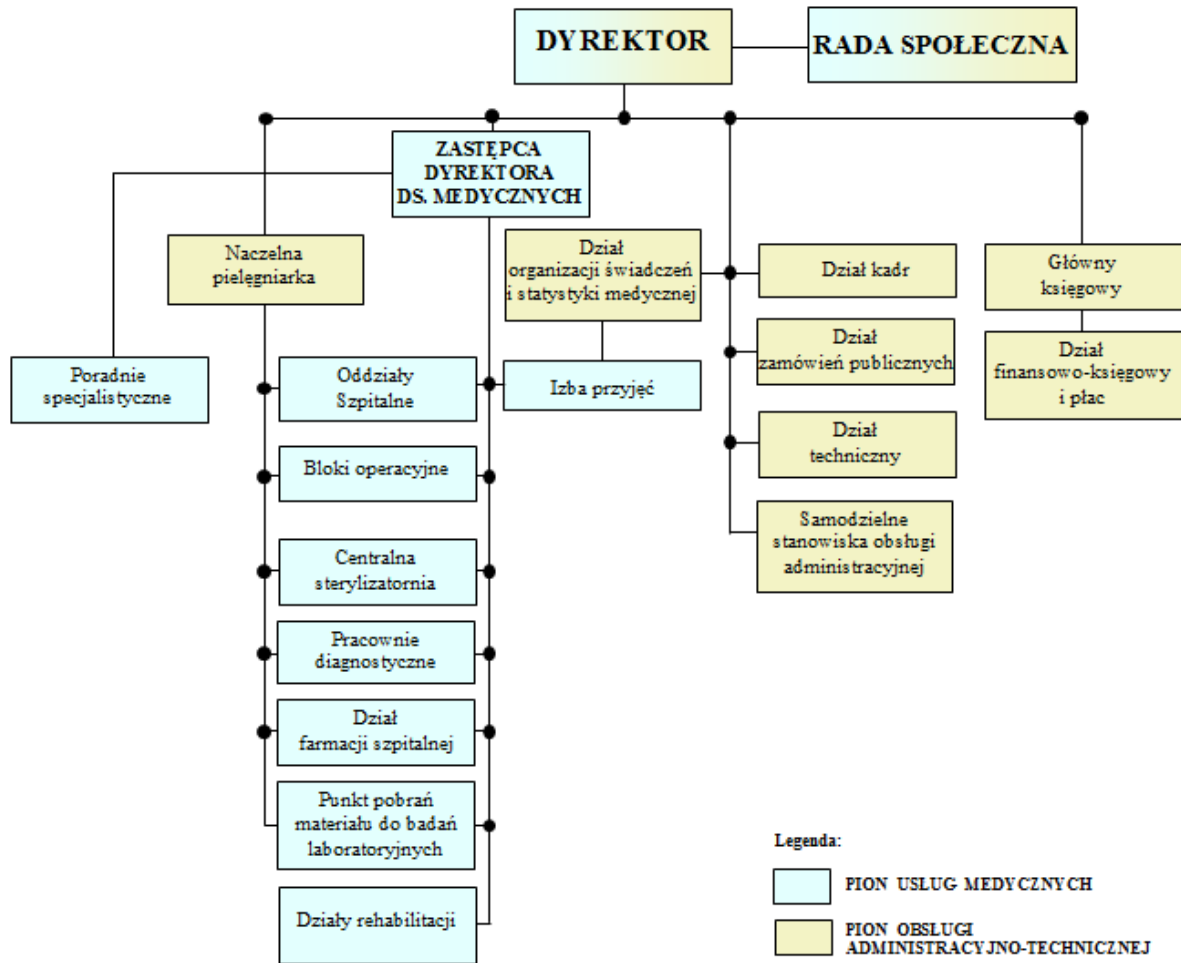 DYREKTOR
RADA SPOŁECZNA
ZASTĘPCA
DYREKTORA
DS. MEDYCZNYCH
Naczelna
pielęgniarka
Dział
organizacji świadczeń
i statystyki medycznej
Dział kadr
Główny
księgowy
Poradnie
specjalistyczne
Oddziały
Szpitalne
Izba przyjęć
Dział
zamówień publicznych
Dział
finansowo-księgowy
i płac
Bloki operacyjne
Dział
techniczny
Centralna
sterylizatornia
Samodzielne
stanowiska obsługi
administracyjnej
Pracownie
diagnostyczne
Dział
farmacji szpitalnej
Punkt pobrań
materiału do badań
laboratoryjnych
Działy rehabilitacji
Legenda:
PION USŁUG MEDYCZNYCH
PION OBSŁUGI
ADMINISTRACYJNO-TECHNICZNEJ